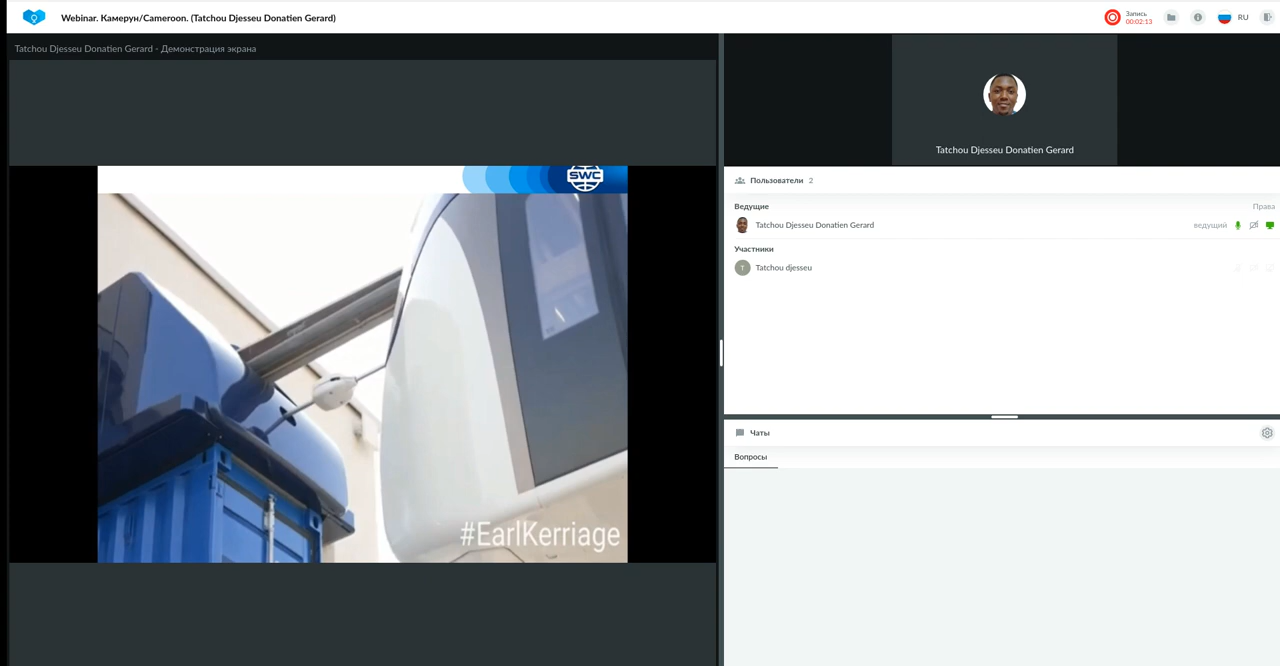 Webinar. Камерун/Cameroon. (Tatchou Djesseu Donatien Gerard)
Запись
00:02:13
RU
Tatchou Djesseu Donatien Gerard - Демонстрация экрана
SWC
#EarlKerriage
Tatchou Djesseu Donatien Gerard
Пользователи 2
Ведущие Права
Tatchou Djesseu Donatien Gerard ведущий
Участники
T Tatchou djesseu
Чаты
Вопросы